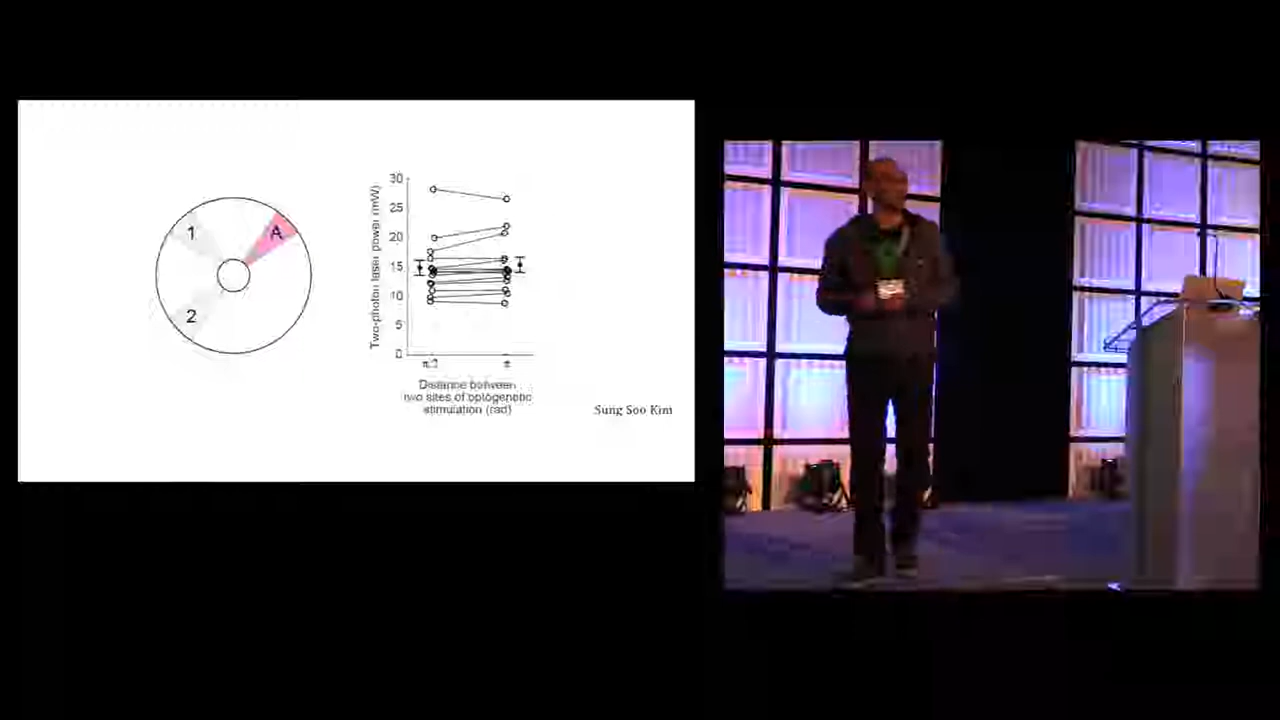 1
A
2
Two-photon laser power (mW)
30
25
20
15
10
5
0
π/2
π
Distance between
two sites of optogenetic
stimulation (rad)
Sung Soo Kim